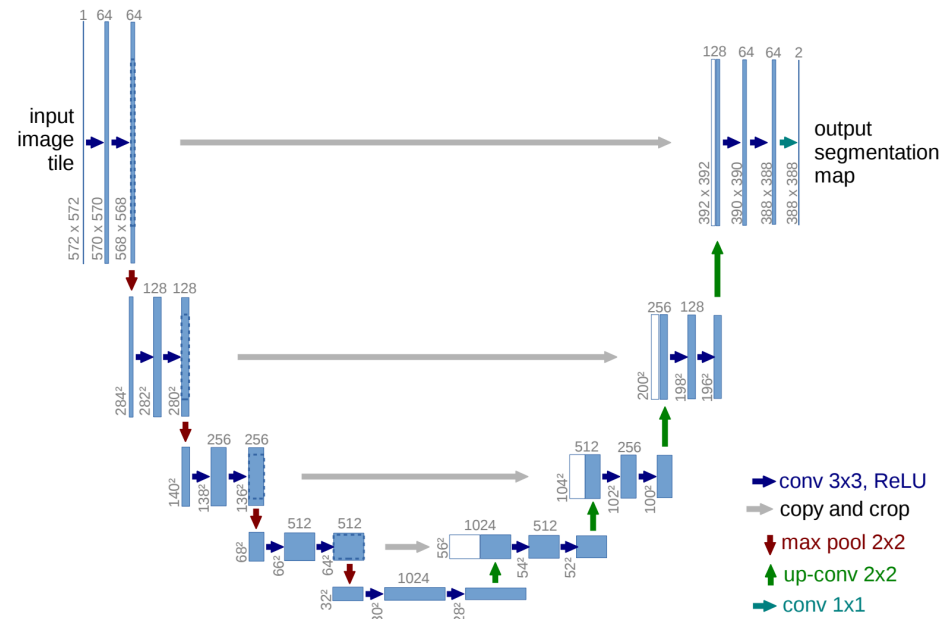 1 64 64
input
image
tile
572 x 572
570 x 570
568 x 568
128 64 64 2
output
segmentation
map
392 x 392
390 x 390
388 x 388
388 x 388
128 128
284²
282²
280²
256 128
200²
198²
196²
256 256
140²
138²
136²
512 256
104²
102²
100²
512 512
68²
66²
64²
1024 512
56²
54²
52²
1024
32²
conv 3x3, ReLU
copy and crop
max pool 2x2
up-conv 2x2
conv 1x1